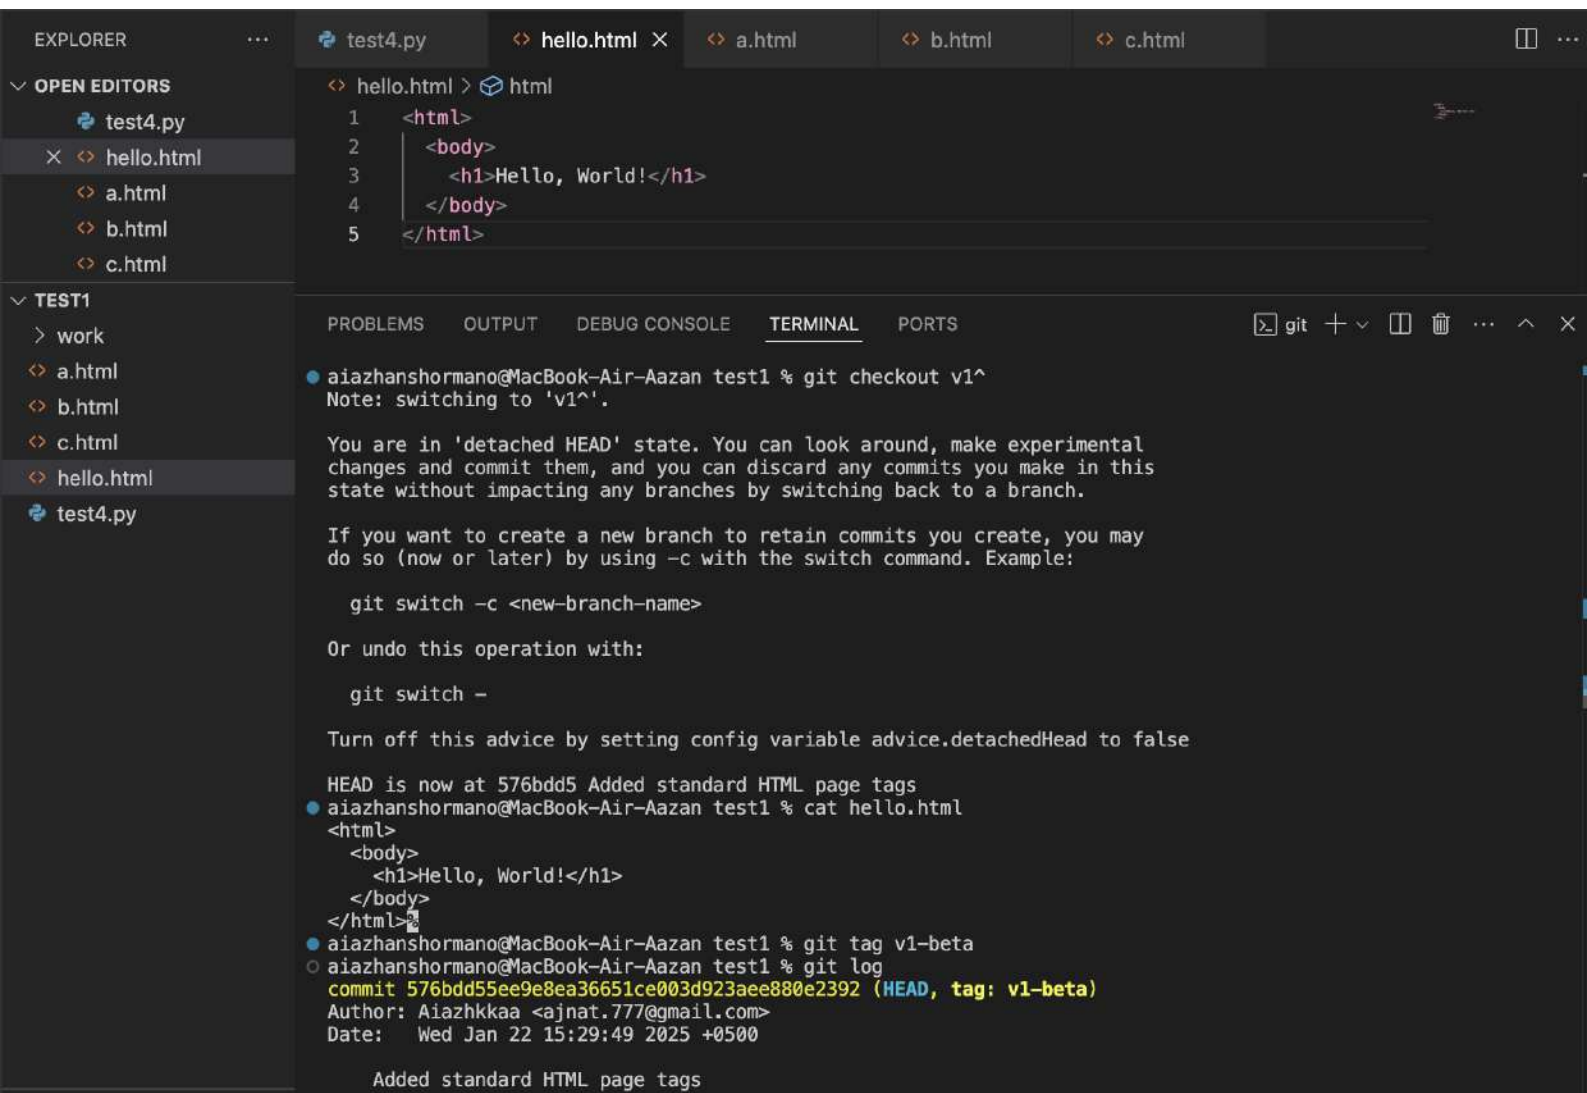 EXPLORER ...
OPEN EDITORS
test4.py
hello.html
a.html
b.html
c.html
TEST1
work
a.html
b.html
c.html
hello.html
test4.py
test4.py hello.html a.html b.html c.html
hello.html > html
1 <html>
2 <body>
3 <h1>Hello, World!</h1>
4 </body>
5 </html>
PROBLEMS OUTPUT DEBUG CONSOLE TERMINAL PORTS git
aiazhanshormano@MacBook-Air-Aazan test1 % git checkout v1^
Note: switching to 'v1^'.
You are in 'detached HEAD' state. You can look around, make experimental
changes and commit them, and you can discard any commits you make in this
state without impacting any branches by switching back to a branch.
If you want to create a new branch to retain commits you create, you may
do so (now or later) by using -c with the switch command. Example:
git switch -c <new-branch-name>
Or undo this operation with:
git switch -
Turn off this advice by setting config variable advice.detachedHead to false
HEAD is now at 576bdd5 Added standard HTML page tags
aiazhanshormano@MacBook-Air-Aazan test1 % cat hello.html
<html>
<body>
<h1>Hello, World!</h1>
</body>
</html>%
aiazhanshormano@MacBook-Air-Aazan test1 % git tag v1-beta
aiazhanshormano@MacBook-Air-Aazan test1 % git log
commit 576bdd55ee9e8ea36651ce003d923aee880e2392 (HEAD, tag: v1-beta)
Author: Aiazhkkaa <ajnat.777@gmail.com>
Date: Wed Jan 22 15:29:49 2025 +0500
Added standard HTML page tags